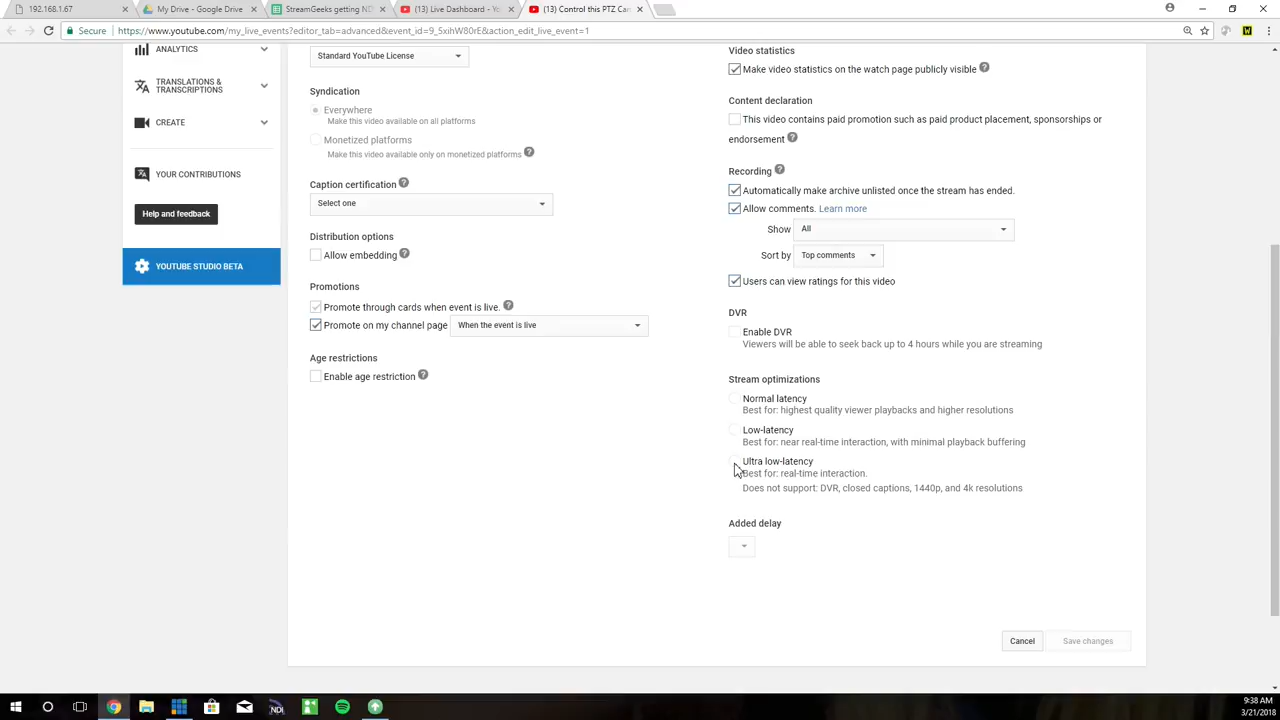 192.168.1.67
My Drive - Google Drive
StreamGeeks getting ND
(13) Live Dashboard - Yo
(13) Control this PTZ Can
Secure
https://www.youtube.com/my_live_events?editor_tab=advanced&event_id=9_5xihW80rE&action_edit_live_event=1
ANALYTICS
TRANSLATIONS &
TRANSCRIPTIONS
CREATE
YOUR CONTRIBUTIONS
Help and feedback
YOUTUBE STUDIO BETA
Standard YouTube License
Syndication
Everywhere
Make this video available on all platforms
Monetized platforms
Make this video available only on monetized platforms
Caption certification
Select one
Distribution options
Allow embedding
Promotions
Promote through cards when event is live.
Promote on my channel page
When the event is live
Age restrictions
Enable age restriction
Video statistics
Make video statistics on the watch page publicly visible
Content declaration
This video contains paid promotion such as paid product placement, sponsorships or
endorsement
Recording
Automatically make archive unlisted once the stream has ended.
Allow comments. Learn more
Show All
Sort by Top comments
Users can view ratings for this video
DVR
Enable DVR
Viewers will be able to seek back up to 4 hours while you are streaming
Stream optimizations
Normal latency
Best for: highest quality viewer playbacks and higher resolutions
Low-latency
Best for: near real-time interaction, with minimal playback buffering
Ultra low-latency
Best for: real-time interaction.
Does not support: DVR, closed captions, 1440p, and 4k resolutions
Added delay
Cancel
Save changes
NDI
9:38 AM
3/21/2018